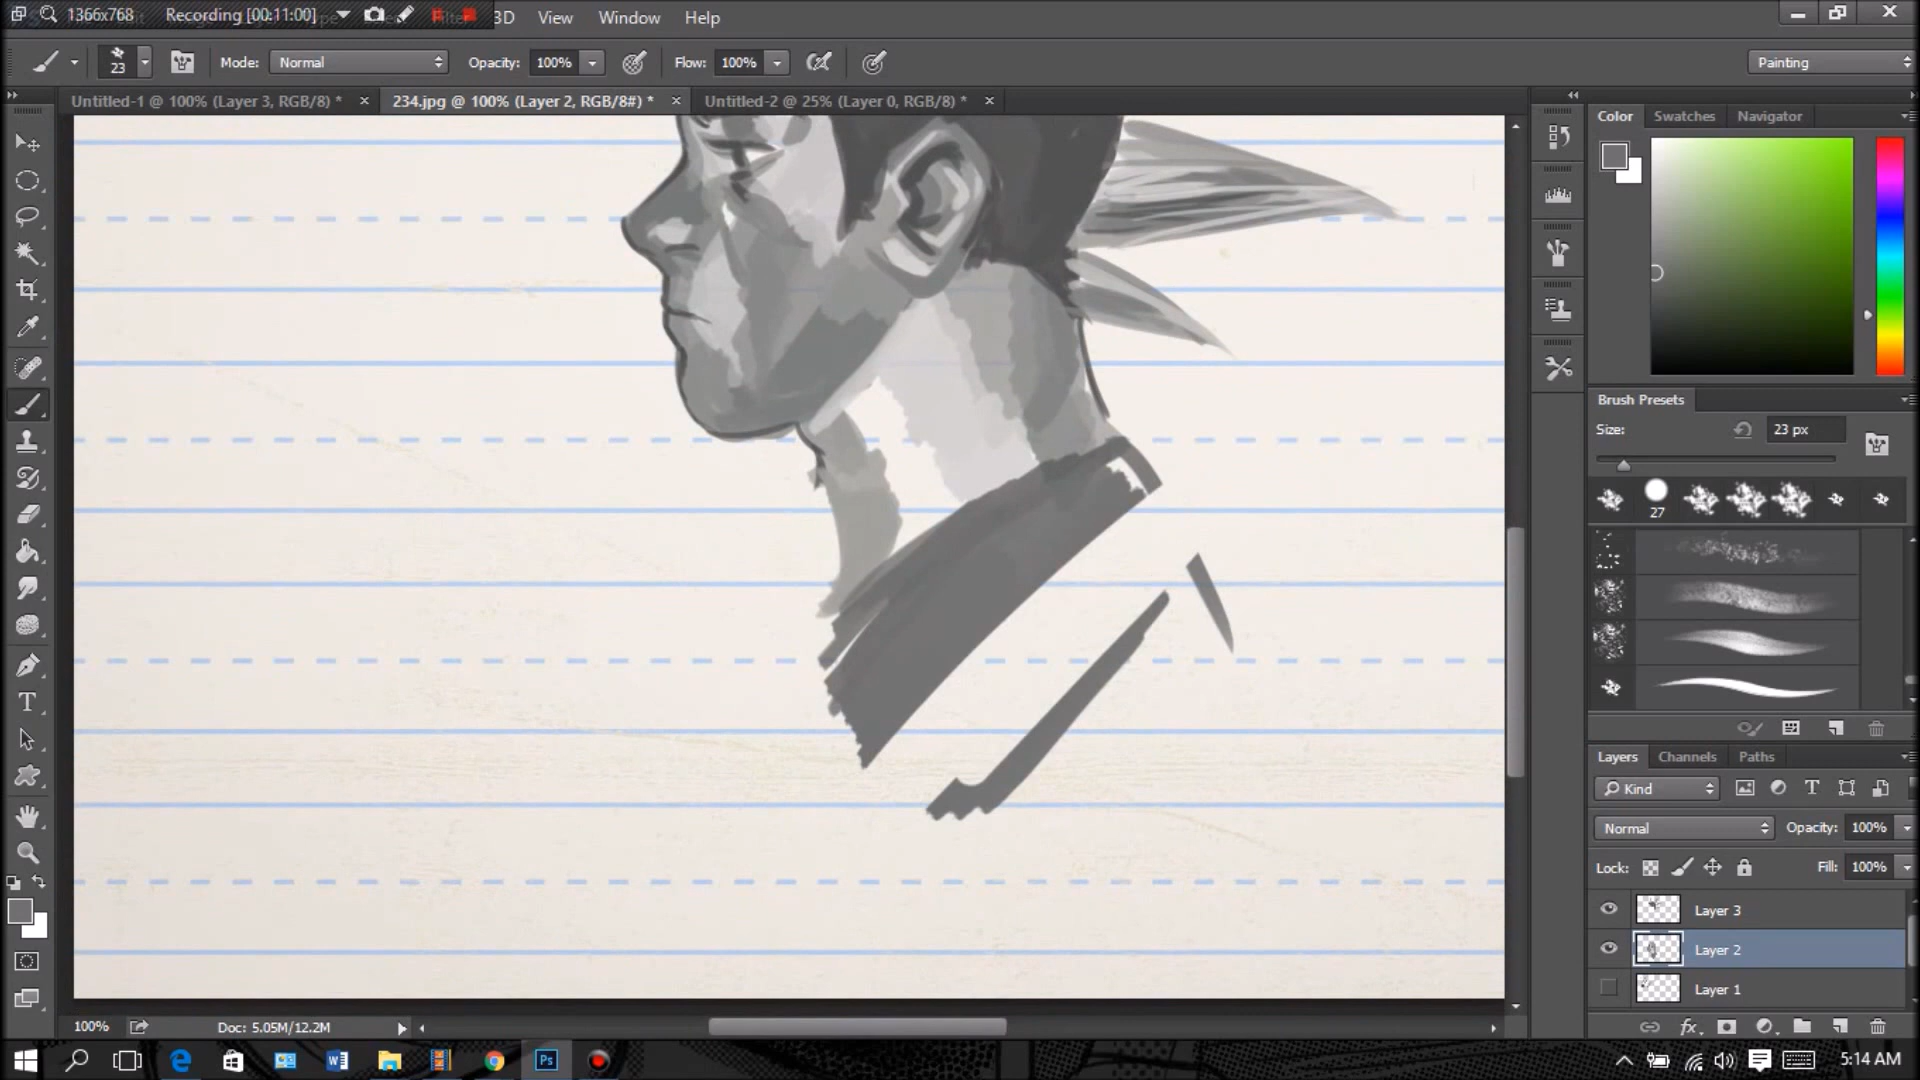 1366x768 Recording [00:11:00] 3D View Window Help
23 Mode: Normal Opacity: 100% Flow: 100% Painting
Untitled-1 @ 100% (Layer 3, RGB/8) * 234.jpg @ 100% (Layer 2, RGB/8#) * Untitled-2 @ 25% (Layer 0, RGB/8) *
Color Swatches Navigator
Brush Presets
Size: 23 px
27
Layers Channels Paths
Kind
Normal Opacity: 100%
Lock: Fill: 100%
Layer 3
Layer 2
Layer 1
fx
100% Doc: 5.05M/12.2M
Ps 5:14 AM